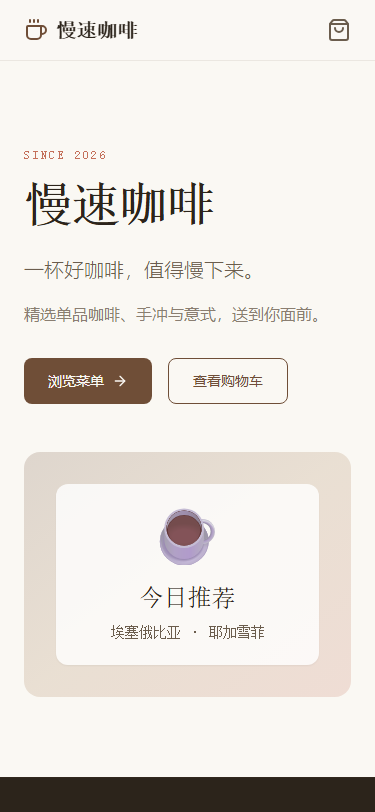 慢速咖啡
SINCE 2026
慢速咖啡
一杯好咖啡，值得慢下来。
精选单品咖啡、手冲与意式，送到你面前。
浏览菜单 →
查看购物车
今日推荐
埃塞俄比亚 · 耶加雪菲